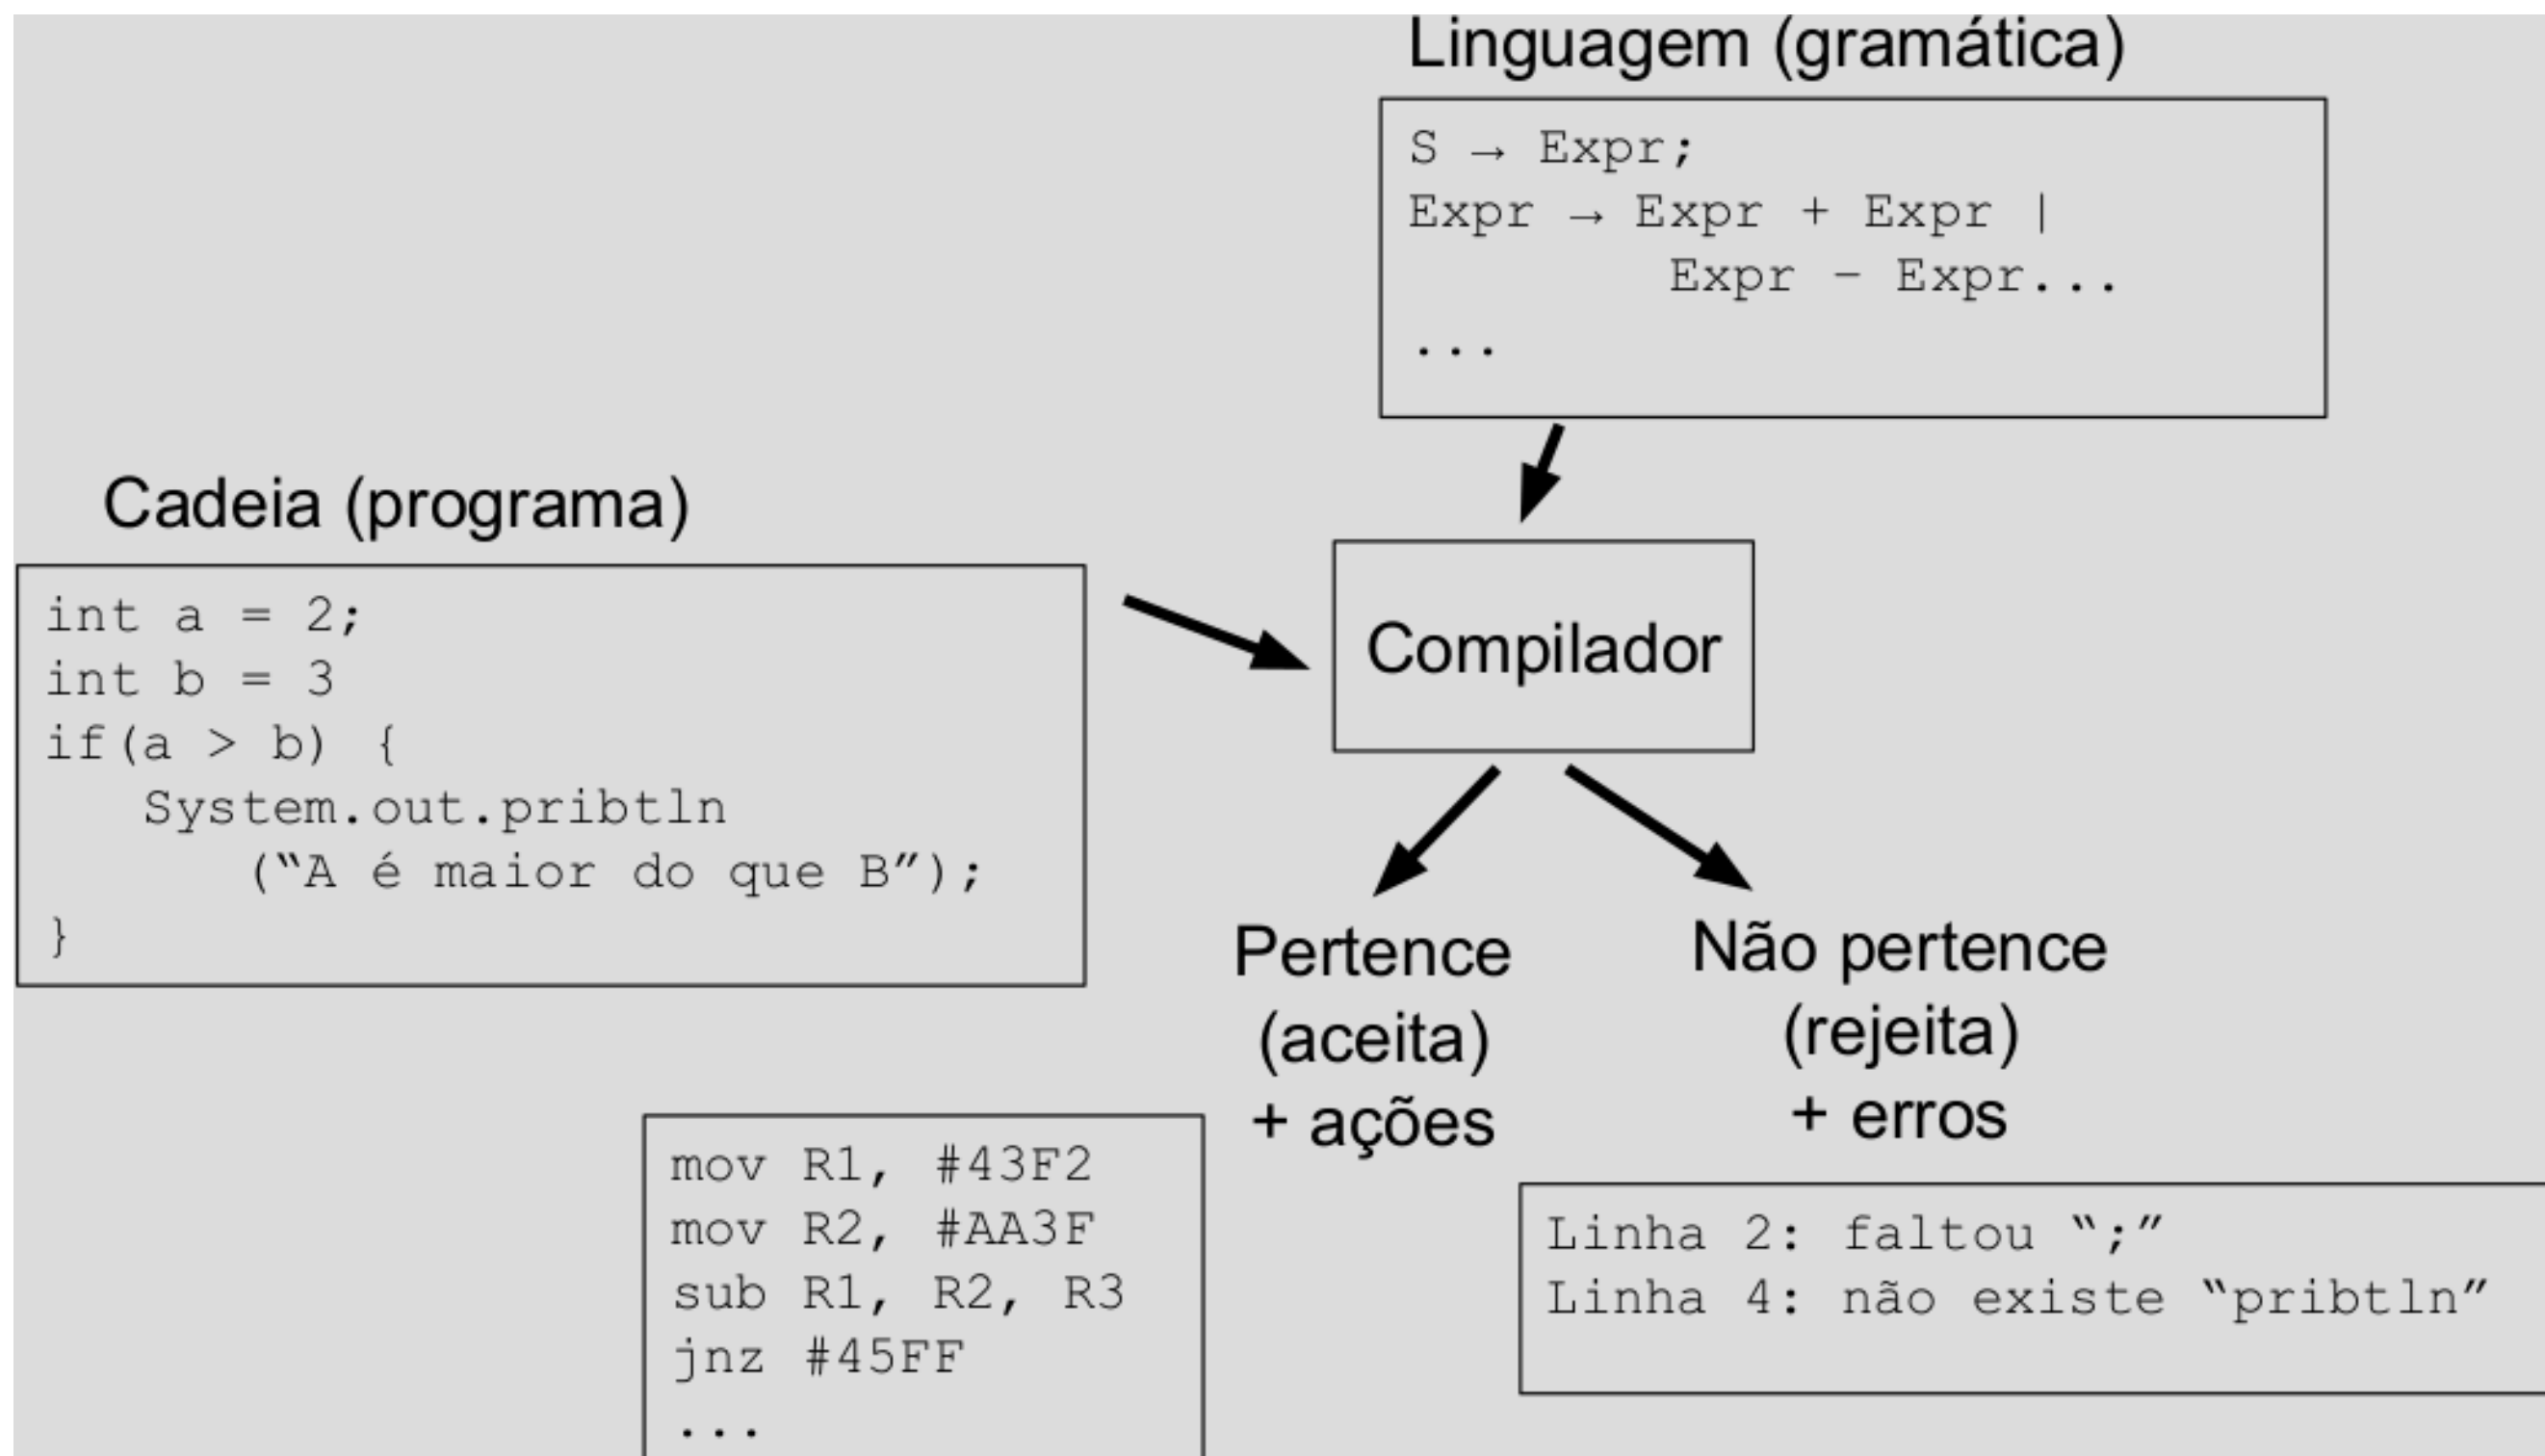 Linguagem (gramática)
S → Expr;
Expr → Expr + Expr |
Expr – Expr...
...
Cadeia (programa)
int a = 2;
int b = 3
if(a > b) {
System.out.pribtln
(“A é maior do que B”);
}
Compilador
Pertence
(aceita)
+ ações
Não pertence
(rejeita)
+ erros
mov R1, #43F2
mov R2, #AA3F
sub R1, R2, R3
jnz #45FF
...
Linha 2: faltou “;”
Linha 4: não existe “pribtln”